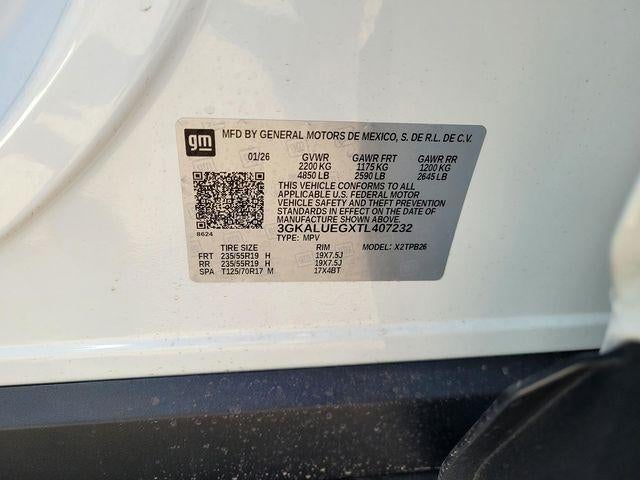 gm
MFD BY GENERAL MOTORS DE MEXICO, S. DE R.L. DE C.V.
01/26 GVWR GAWR FRT GAWR RR
2200 KG 1175 KG 1200 KG
4850 LB 2590 LB 2645 LB
THIS VEHICLE CONFORMS TO ALL
APPLICABLE U.S. FEDERAL MOTOR
VEHICLE SAFETY AND THEFT PREVENTION
STANDARDS IN EFFECT ON THE DATE OF
MANUFACTURE SHOWN ABOVE.
3GKALUEGXTL407232
8624
TYPE: MPV MODEL: X2TPB26
TIRE SIZE RIM
FRT 235/55R19 H 19X7.5J
RR 235/55R19 H 19X7.5J
SPA T125/70R17 M 17X4BT